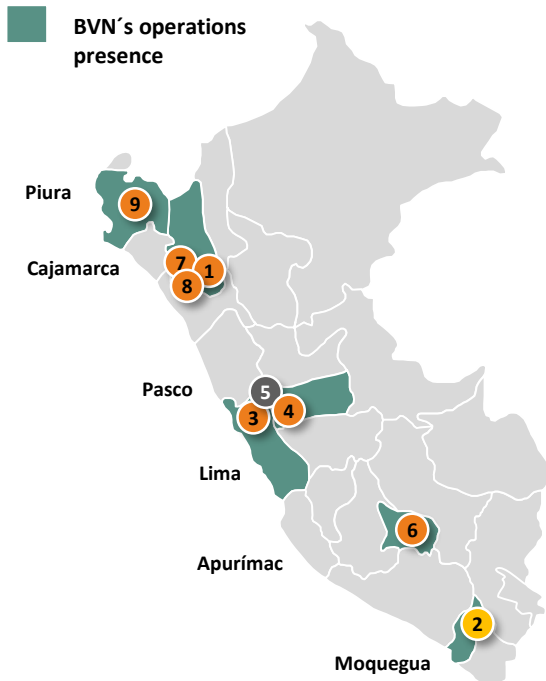 BVN´s operations
presence
Piura
9
Cajamarca
7
1
8
Pasco
5
3
4
Lima
6
Apurímac
2
Moquegua